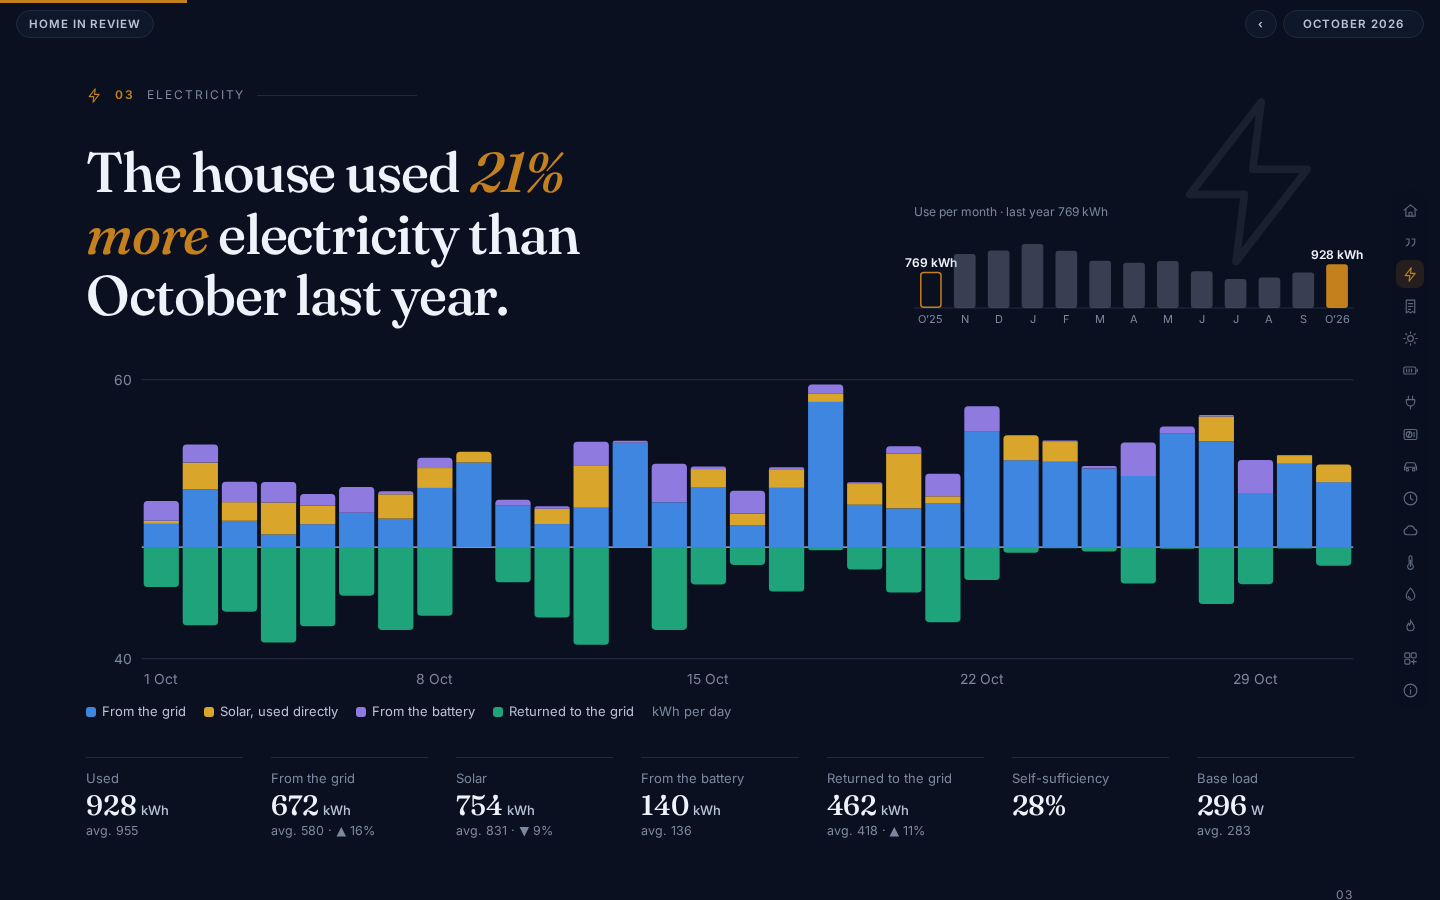 HOME IN REVIEW
‹
OCTOBER 2026
03 ELECTRICITY
The house used 21%
more electricity than
October last year.
Use per month · last year 769 kWh
769 kWh
928 kWh
O'25 N D J F M A M J J A S O'26
60
40
1 Oct 8 Oct 15 Oct 22 Oct 29 Oct
From the grid Solar, used directly From the battery Returned to the grid kWh per day
Used
928 kWh
avg. 955
From the grid
672 kWh
avg. 580 · ▲ 16%
Solar
754 kWh
avg. 831 · ▼ 9%
From the battery
140 kWh
avg. 136
Returned to the grid
462 kWh
avg. 418 · ▲ 11%
Self-sufficiency
28%
Base load
296 W
avg. 283
03